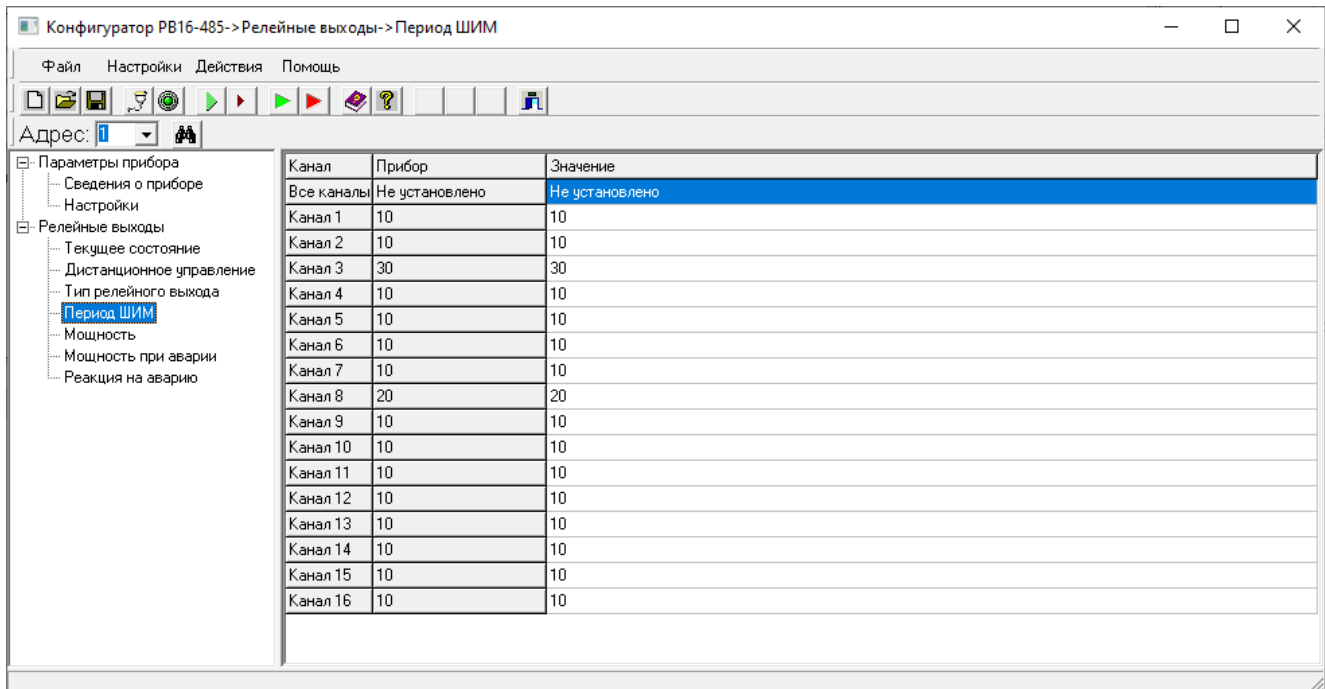 Конфигуратор РВ16-485->Релейные выходы->Период ШИМ
Файл Настройки Действия Помощь
Адрес: 1
Параметры прибора
Сведения о приборе
Настройки
Релейные выходы
Текущее состояние
Дистанционное управление
Тип релейного выхода
Период ШИМ
Мощность
Мощность при аварии
Реакция на аварию
Канал Прибор Значение
Все каналы Не установлено Не установлено
Канал 1 10 10
Канал 2 10 10
Канал 3 30 30
Канал 4 10 10
Канал 5 10 10
Канал 6 10 10
Канал 7 10 10
Канал 8 20 20
Канал 9 10 10
Канал 10 10 10
Канал 11 10 10
Канал 12 10 10
Канал 13 10 10
Канал 14 10 10
Канал 15 10 10
Канал 16 10 10